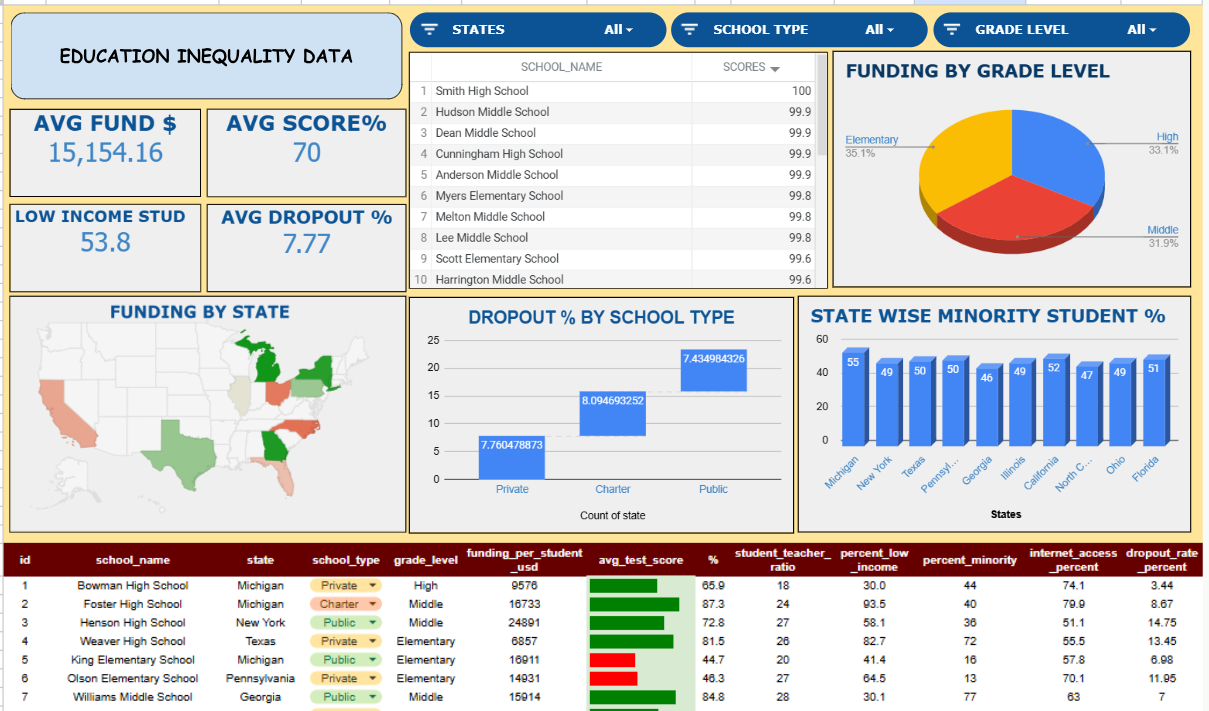 EDUCATION INEQUALITY DATA
STATES All
SCHOOL TYPE All
GRADE LEVEL All
AVG FUND $
15,154.16
AVG SCORE%
70
LOW INCOME STUD
53.8
AVG DROPOUT %
7.77
SCHOOL_NAME SCORES
1 Smith High School 100
2 Hudson Middle School 99.9
3 Dean Middle School 99.9
4 Cunningham High School 99.9
5 Anderson Middle School 99.9
6 Myers Elementary School 99.8
7 Melton Middle School 99.8
8 Lee Middle School 99.8
9 Scott Elementary School 99.6
10 Harrington Middle School 99.6
FUNDING BY GRADE LEVEL
Elementary
35.1%
High
33.1%
Middle
31.9%
FUNDING BY STATE
DROPOUT % BY SCHOOL TYPE
25
20
15
10
5
0
7.760478873
8.094693252
7.434984326
Private Charter Public
Count of state
STATE WISE MINORITY STUDENT %
60
40
20
0
55 49 50 50 46 49 52 47 49 51
Michigan New York Texas Pennsyl... Georgia Illinois California North C... Ohio Florida
States
id school_name state school_type grade_level funding_per_student_usd avg_test_score % student_teacher_ratio percent_low_income percent_minority internet_access_percent dropout_rate_percent
1 Bowman High School Michigan Private High 9576 65.9 18 30.0 44 74.1 3.44
2 Foster High School Michigan Charter Middle 16733 87.3 24 93.5 40 79.9 8.67
3 Henson High School New York Public Middle 24891 72.8 27 58.1 36 51.1 14.75
4 Weaver High School Texas Private Elementary 6857 81.5 26 82.7 72 55.5 13.45
5 King Elementary School Michigan Public Elementary 16911 44.7 20 41.4 16 57.8 6.98
6 Olson Elementary School Pennsylvania Private Elementary 14931 46.3 27 64.5 13 70.1 11.95
7 Williams Middle School Georgia Public Middle 15914 84.8 28 30.1 77 63 7